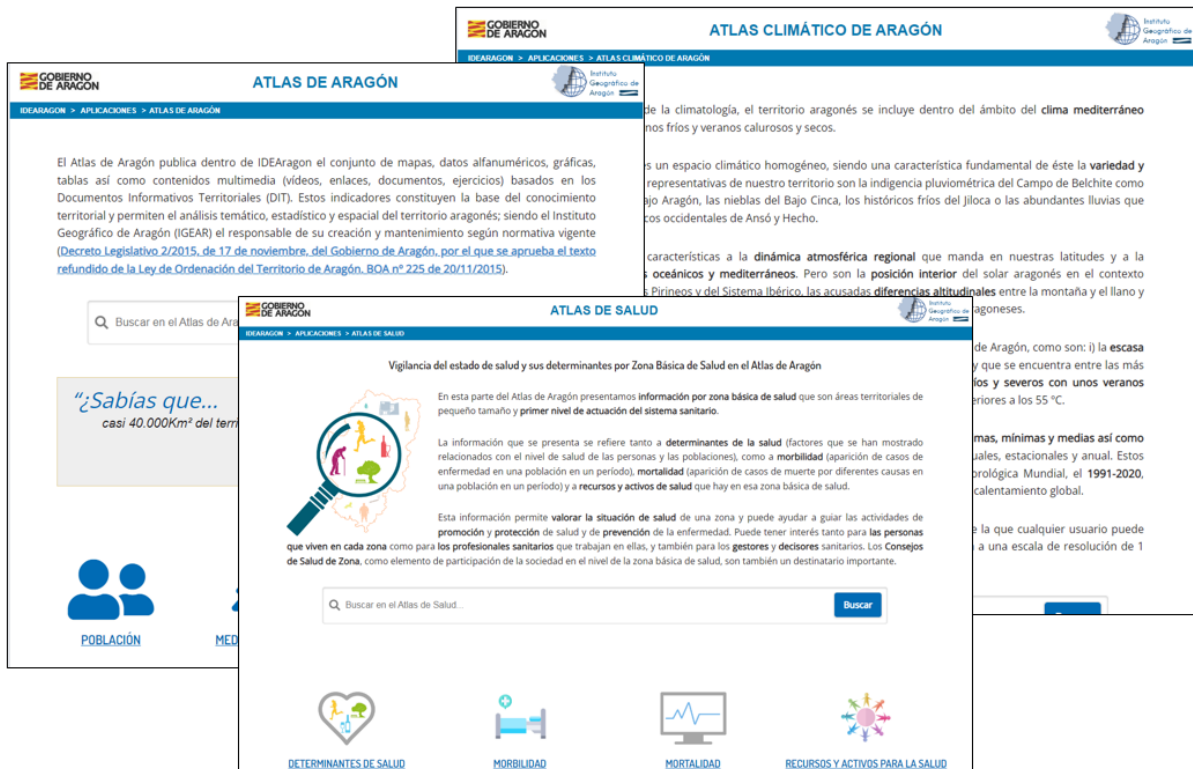 GOBIERNO
DE ARAGON
ATLAS CLIMÁTICO DE ARAGÓN
Instituto
Geográfico de
Aragón
IDEARAGON > APLICACIONES > ATLAS CLIMÁTICO DE ARAGÓN
de la climatología, el territorio aragonés se incluye dentro del ámbito del clima mediterráneo
nos fríos y veranos calurosos y secos.
es un espacio climático homogéneo, siendo una característica fundamental de éste la variedad y
representativas de nuestro territorio son la indigencia pluviométrica del Campo de Belchite como
ajo Aragón, las nieblas del Bajo Cinca, los históricos fríos del Jiloca o las abundantes lluvias que
cos occidentales de Ansó y Hecho.
características a la dinámica atmosférica regional que manda en nuestras latitudes y a la
s oceánicos y mediterráneos. Pero son la posición interior del solar aragonés en el contexto
s Pirineos y del Sistema Ibérico, las acusadas diferencias altitudinales entre la montaña y el llano y
agoneses.
de Aragón, como son: i) la escasa
y que se encuentra entre las más
íos y severos con unos veranos
eriores a los 55 °C.
mas, mínimas y medias así como
uales, estacionales y anual. Estos
orológica Mundial, el 1991-2020,
calentamiento global.
e la que cualquier usuario puede
a una escala de resolución de 1
GOBIERNO
DE ARAGON
ATLAS DE ARAGÓN
Instituto
Geográfico de
Aragón
IDEARAGON > APLICACIONES > ATLAS DE ARAGÓN
El Atlas de Aragón publica dentro de IDEAragon el conjunto de mapas, datos alfanuméricos, gráficas,
tablas así como contenidos multimedia (vídeos, enlaces, documentos, ejercicios) basados en los
Documentos Informativos Territoriales (DIT). Estos indicadores constituyen la base del conocimiento
territorial y permiten el análisis temático, estadístico y espacial del territorio aragonés; siendo el Instituto
Geográfico de Aragón (IGEAR) el responsable de su creación y mantenimiento según normativa vigente
(Decreto Legislativo 2/2015, de 17 de noviembre, del Gobierno de Aragón, por el que se aprueba el texto
refundido de la Ley de Ordenación del Territorio de Aragón. BOA nº 225 de 20/11/2015).
Buscar en el Atlas de Ara
“¿Sabías que...
casi 40.000Km² del terri
POBLACIÓN
MED
GOBIERNO
DE ARAGON
ATLAS DE SALUD
Instituto
Geográfico de
Aragón
IDEARAGON > APLICACIONES > ATLAS DE SALUD
Vigilancia del estado de salud y sus determinantes por Zona Básica de Salud en el Atlas de Aragón
En esta parte del Atlas de Aragón presentamos información por zona básica de salud que son áreas territoriales de
pequeño tamaño y primer nivel de actuación del sistema sanitario.
La información que se presenta se refiere tanto a determinantes de la salud (factores que se han mostrado
relacionados con el nivel de salud de las personas y las poblaciones), como a morbilidad (aparición de casos de
enfermedad en una población en un período), mortalidad (aparición de casos de muerte por diferentes causas en
una población en un período) y a recursos y activos de salud que hay en esa zona básica de salud.
Esta información permite valorar la situación de salud de una zona y puede ayudar a guiar las actividades de
promoción y protección de salud y de prevención de la enfermedad. Puede tener interés tanto para las personas
que viven en cada zona como para los profesionales sanitarios que trabajan en ellas, y también para los gestores y decisores sanitarios. Los Consejos
de Salud de Zona, como elemento de participación de la sociedad en el nivel de la zona básica de salud, son también un destinatario importante.
Buscar en el Atlas de Salud...
Buscar
DETERMINANTES DE SALUD
MORBILIDAD
MORTALIDAD
RECURSOS Y ACTIVOS PARA LA SALUD